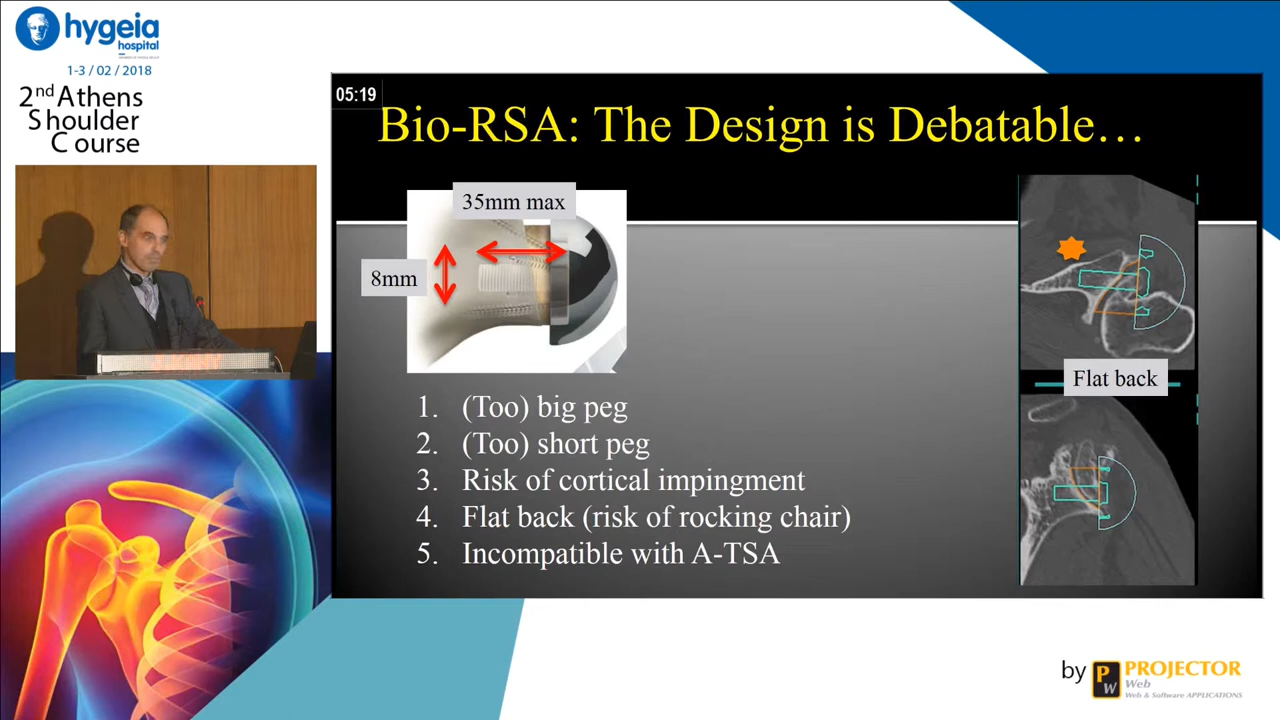 hygeia
hospital
1-3 / 02 / 2018
2nd Athens
Shoulder
Course
05:19
Bio-RSA: The Design is Debatable…
35mm max
8mm
Flat back
1. (Too) big peg
2. (Too) short peg
3. Risk of cortical impingment
4. Flat back (risk of rocking chair)
5. Incompatible with A-TSA
by PW PROJECTOR
Web
Web & Software APPLICATIONS